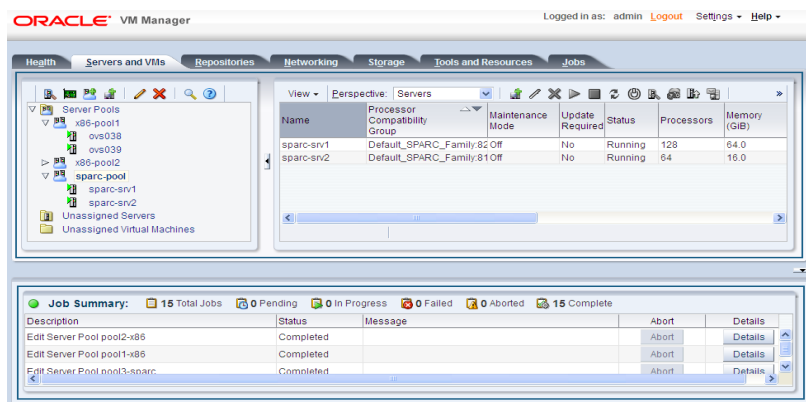 ORACLE VM Manager
Logged in as: admin Logout Settings Help
Health Servers and VMs Repositories Networking Storage Tools and Resources Jobs
View Perspective: Servers
Server Pools
x86-pool1
ovs038
ovs039
x86-pool2
sparc-pool
sparc-srv1
sparc-srv2
Unassigned Servers
Unassigned Virtual Machines
Name Processor Compatibility Group Maintenance Mode Update Required Status Processors Memory (GiB)
sparc-srv1 Default_SPARC_Family:82 Off No Running 128 64.0
sparc-srv2 Default_SPARC_Family:81 Off No Running 64 16.0
Job Summary: 15 Total Jobs 0 Pending 0 In Progress 0 Failed 0 Aborted 15 Complete
Description Status Message Abort Details
Edit Server Pool pool2-x86 Completed Abort Details
Edit Server Pool pool1-x86 Completed Abort Details
Edit Server Pool pool3-sparc Completed Abort Details